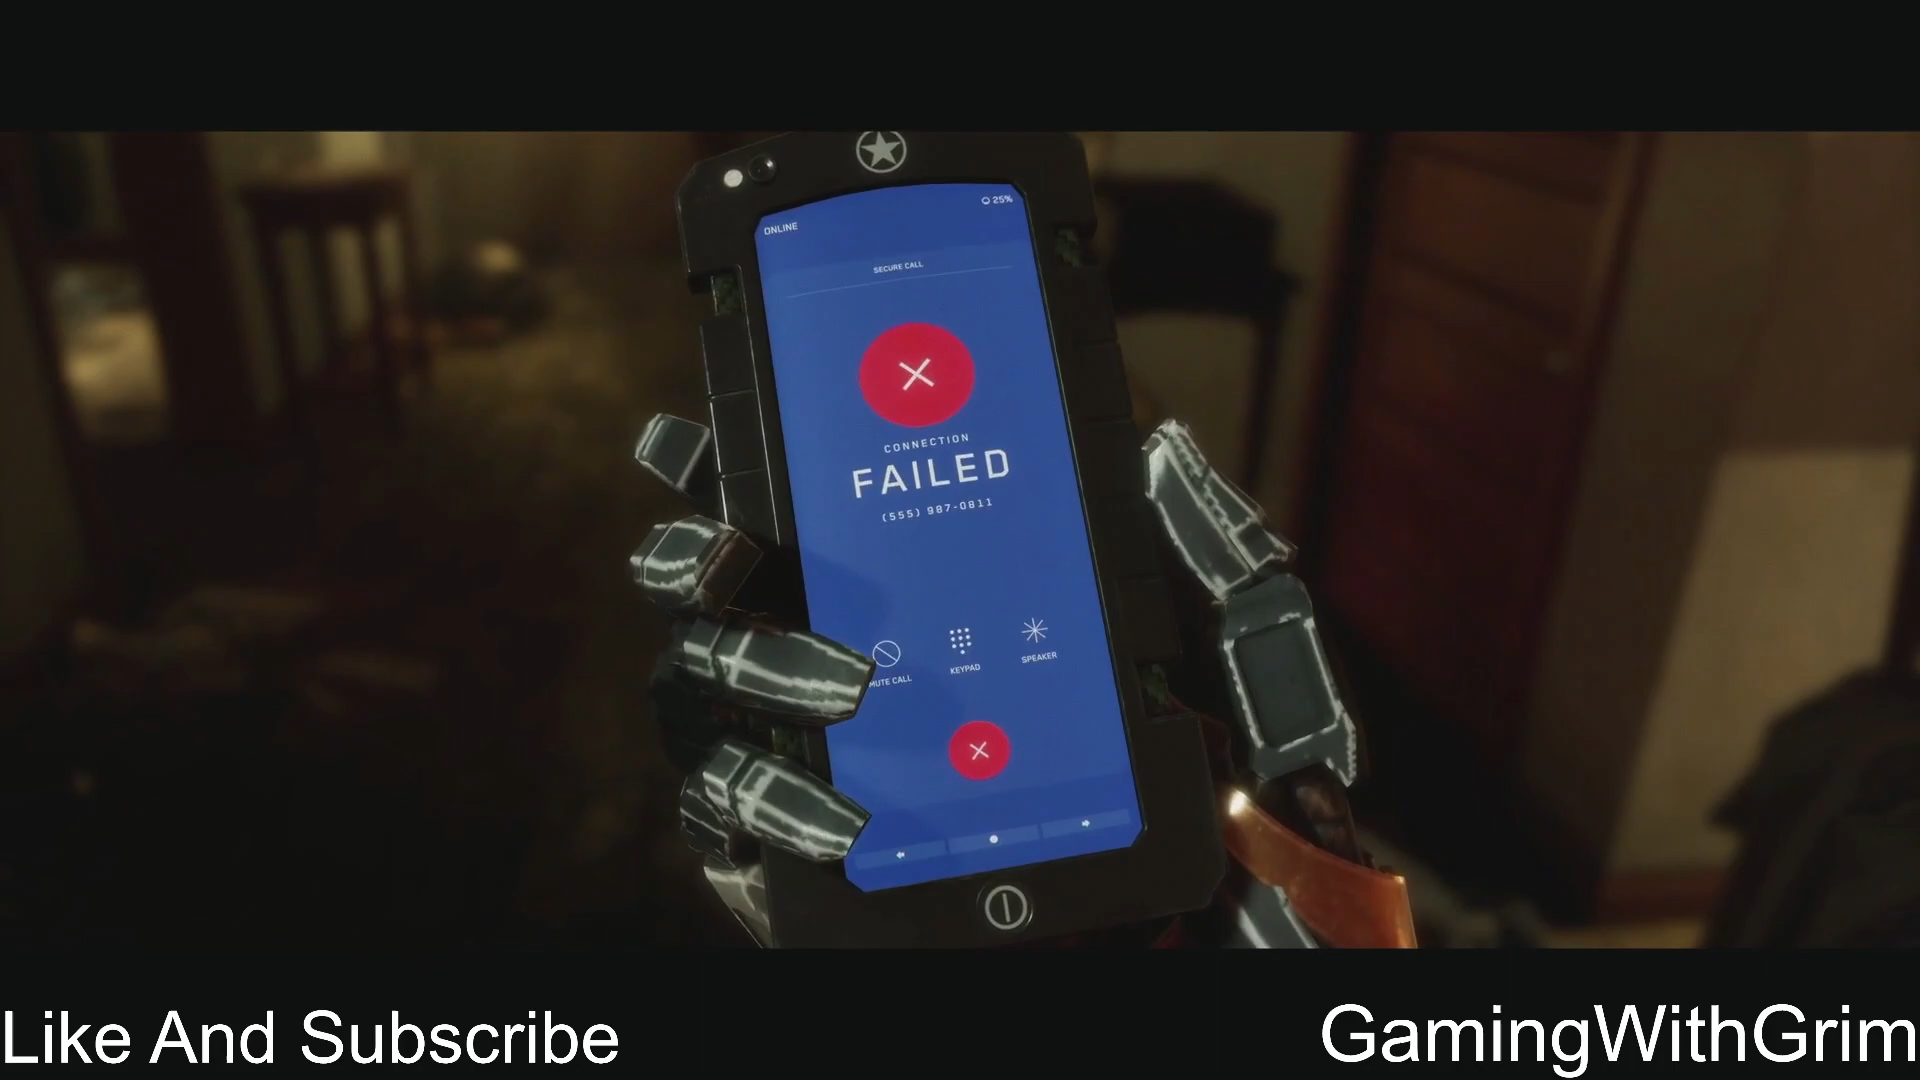 25%
ONLINE
SECURE CALL
CONNECTION
FAILED
(555) 987-0811
MUTE CALL
KEYPAD
SPEAKER
Like And Subscribe
GamingWithGrim